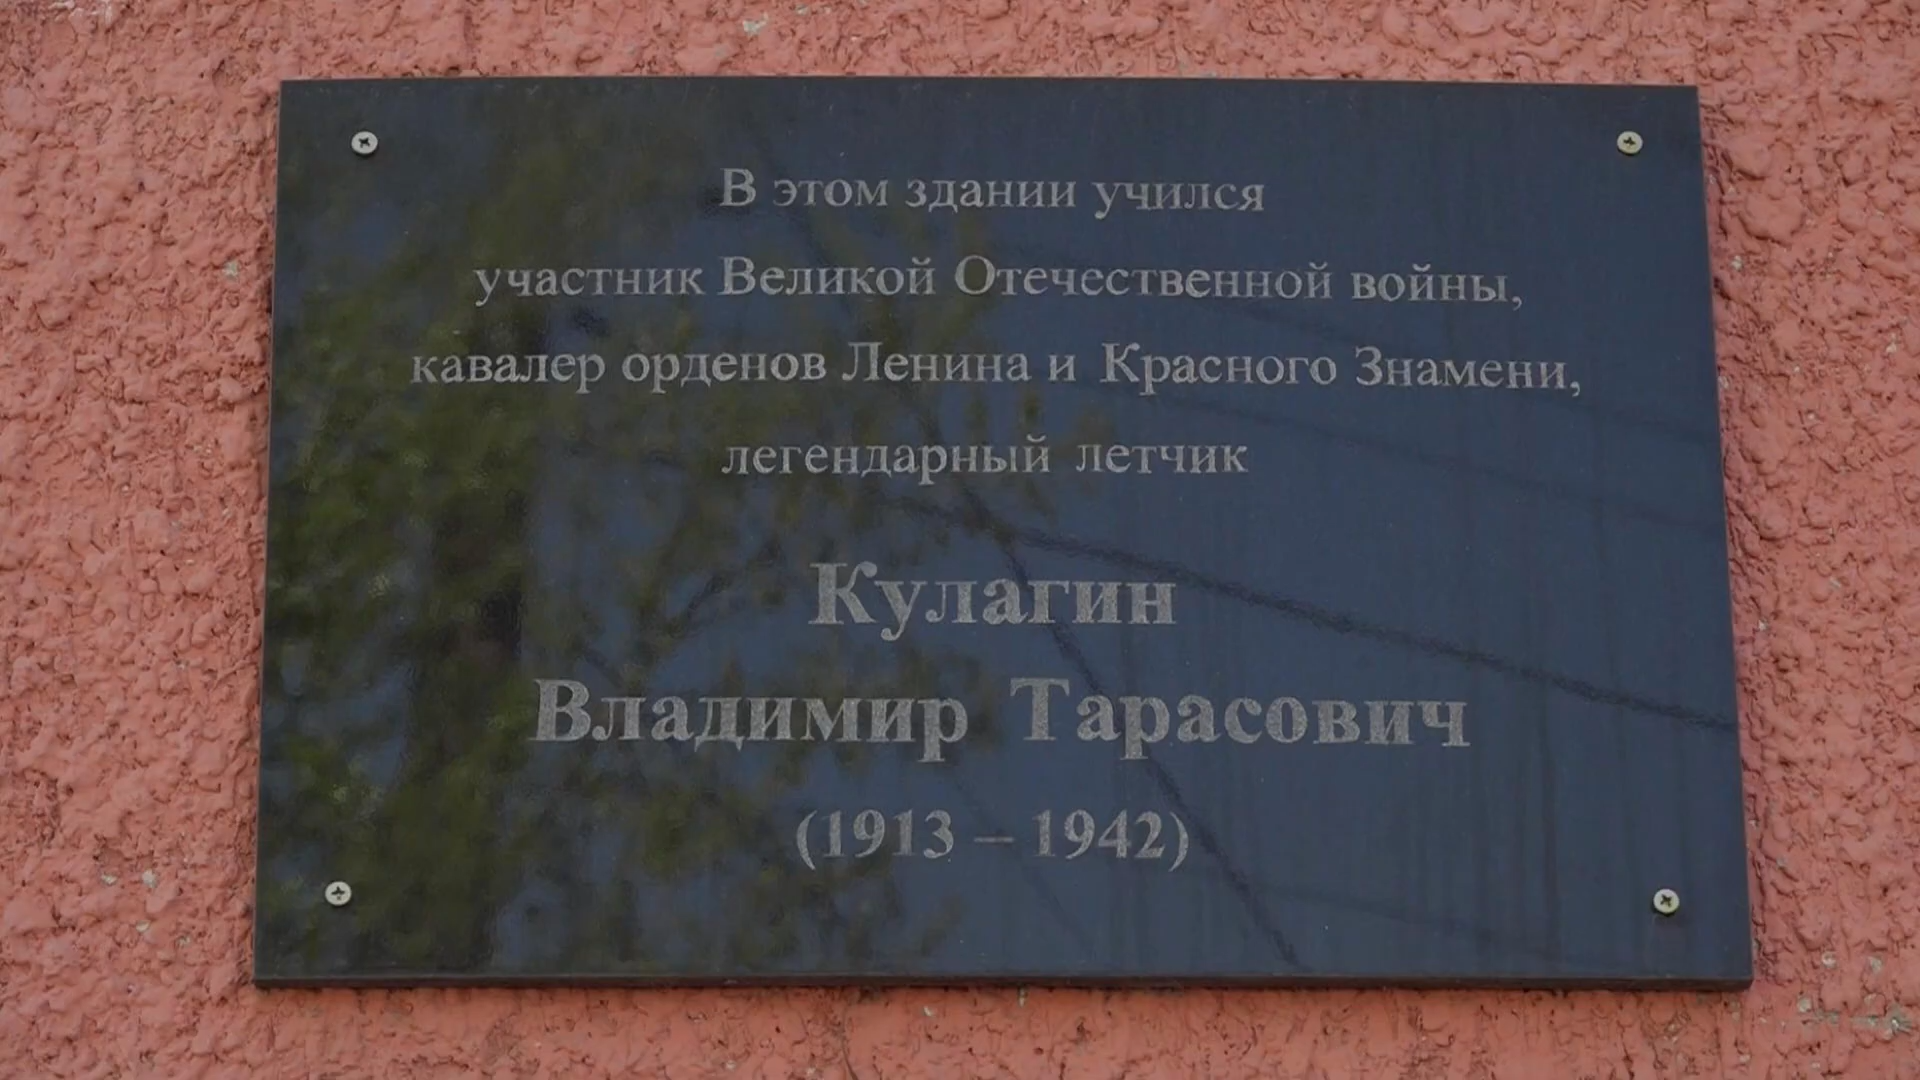 В этом здании учился
участник Великой Отечественной войны,
кавалер орденов Ленина и Красного Знамени,
легендарный летчик
Кулагин
Владимир Тарасович
(1913 – 1942)